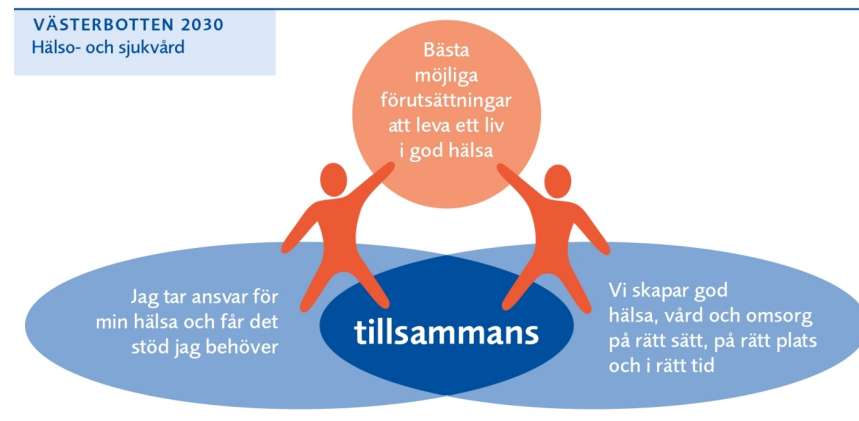 VÄSTERBOTTEN 2030
Hälso- och sjukvård
Bästa
möjliga
förutsättningar
att leva ett liv
i god hälsa
Jag tar ansvar för
min hälsa och får det
stöd jag behöver
tillsammans
Vi skapar god
hälsa, vård och omsorg
på rätt sätt, på rätt plats
och i rätt tid